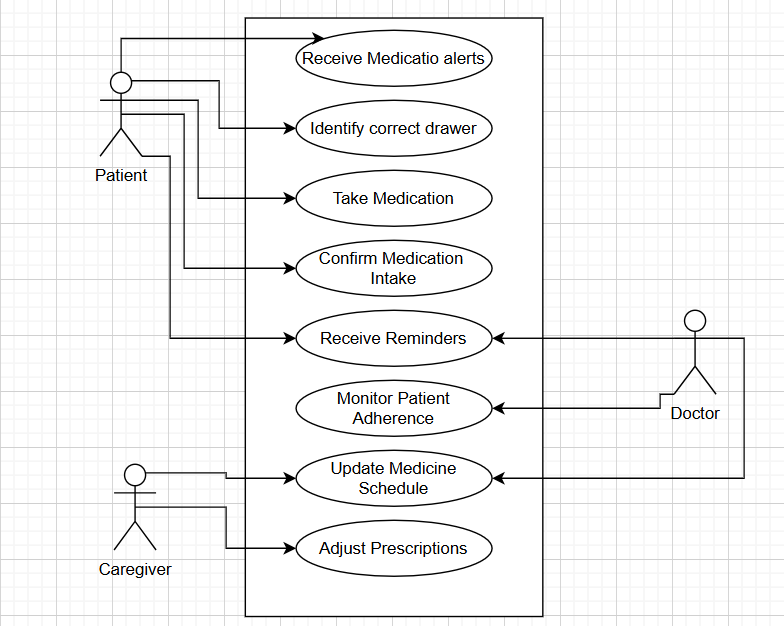 Receive Medicatio alerts
Identify correct drawer
Patient
Take Medication
Confirm Medication
Intake
Receive Reminders
Monitor Patient
Adherence
Doctor
Update Medicine
Schedule
Adjust Prescriptions
Caregiver